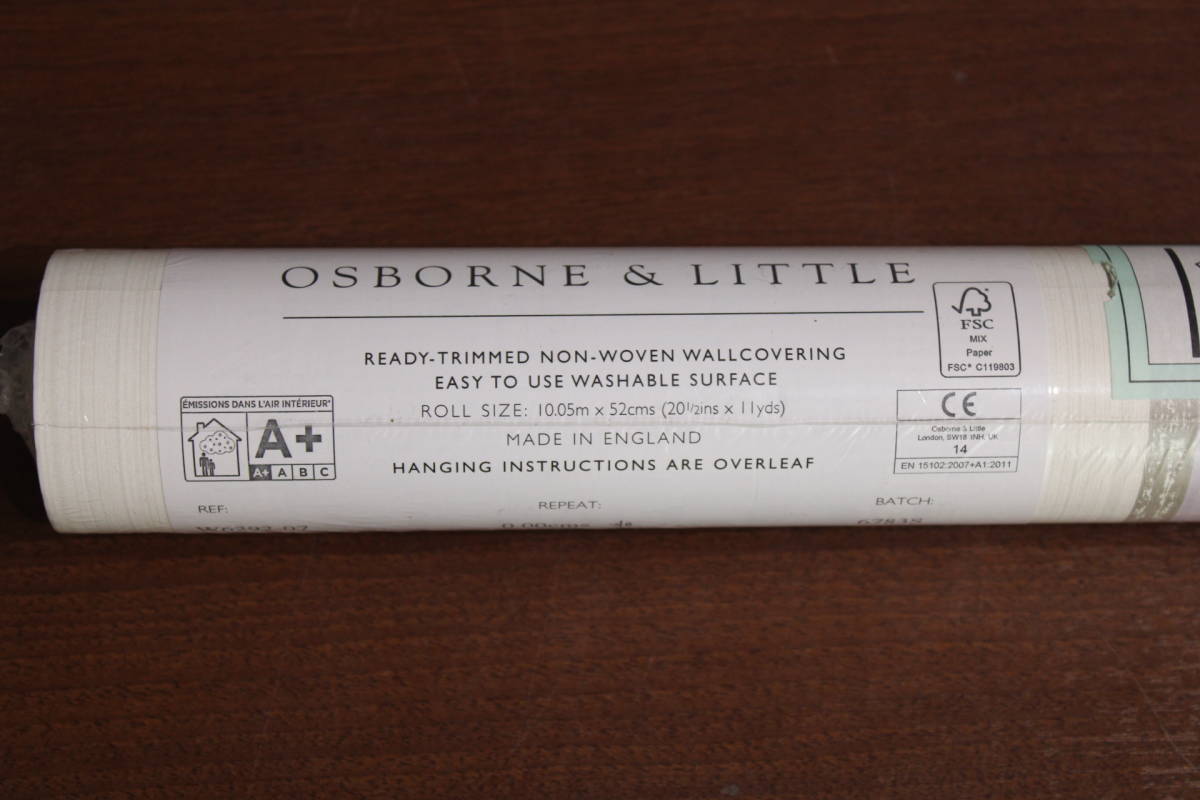 OSBORNE & LITTLE
FSC
MIX
Paper
FSC® C119803
READY-TRIMMED NON-WOVEN WALLCOVERING
EASY TO USE WASHABLE SURFACE
ROLL SIZE: 10.05m x 52cms (20½ins x 11yds)
MADE IN ENGLAND
HANGING INSTRUCTIONS ARE OVERLEAF
ÉMISSIONS DANS L'AIR INTÉRIEUR*
A+
A+ A B C
CE
Osborne & Little
London, SW18 1NH, UK
14
EN 15102:2007+A1:2011
REF:
REPEAT:
BATCH: